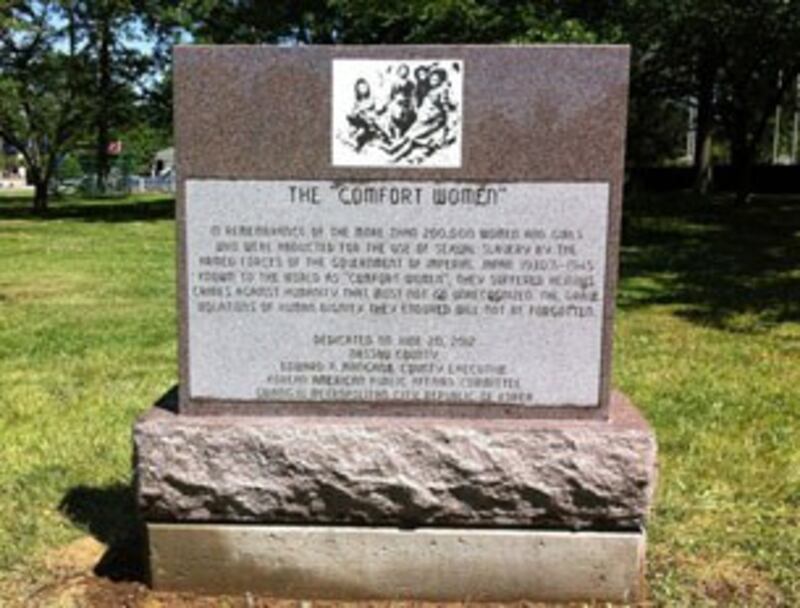 THE "COMFORT WOMEN"
IN REMEMBRANCE OF THE MORE THAN 200,000 WOMEN AND GIRLS
WHO WERE ABDUCTED FOR THE USE OF SEXUAL SLAVERY BY THE
ARMED FORCES OF THE GOVERNMENT OF IMPERIAL JAPAN 1930'S-1945
KNOWN TO THE WORLD AS "COMFORT WOMEN", THEY SUFFERED HEINOUS
CRIMES AGAINST HUMANITY THAT MUST NOT GO UNRECOGNIZED. THE GRAVE
VIOLATIONS OF HUMAN DIGNITY THEY ENDURED WILL NOT BE FORGOTTEN.
DEDICATED ON JUNE 20, 2012
NASSAU COUNTY
EDWARD P. MANGANO, COUNTY EXECUTIVE
KOREAN AMERICAN PUBLIC AFFAIRS COMMITTEE
GWANGJU METROPOLITAN CITY, REPUBLIC OF KOREA